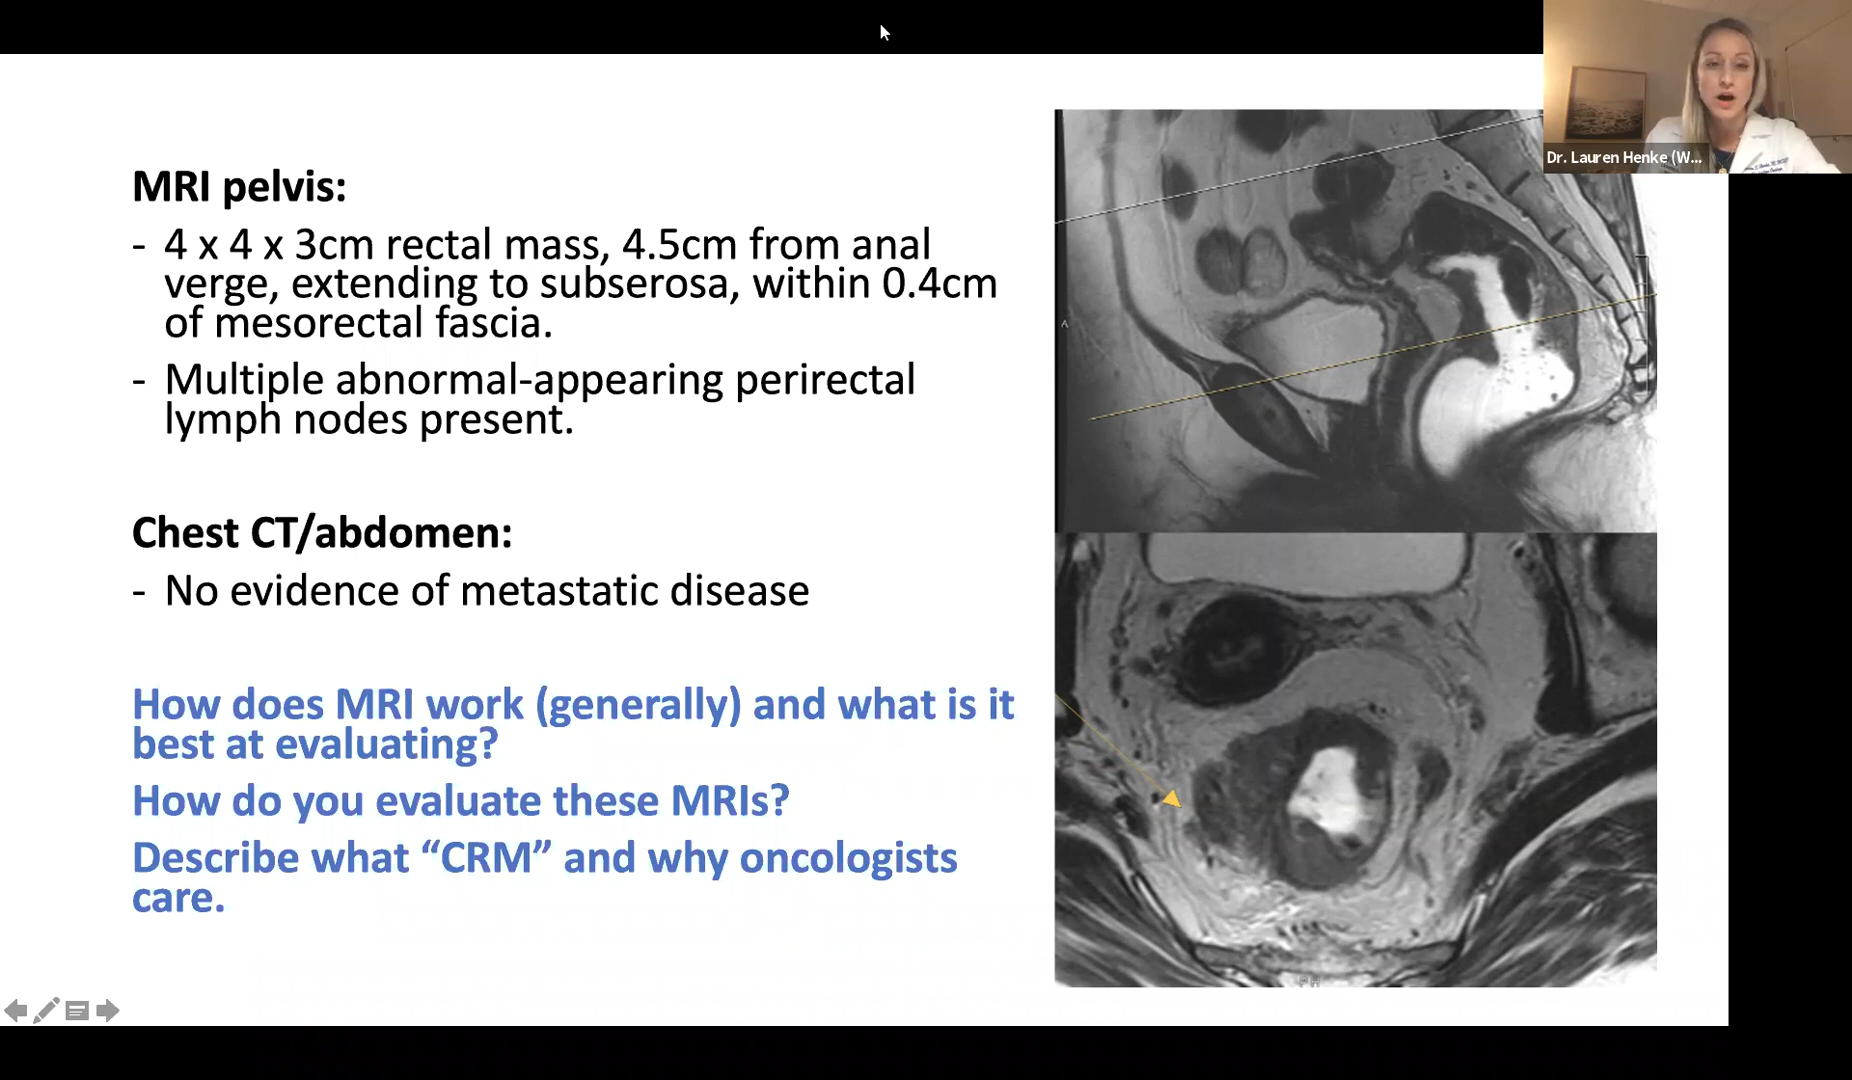 Dr. Lauren Henke (W...
MRI pelvis:
- 4 x 4 x 3cm rectal mass, 4.5cm from anal
verge, extending to subserosa, within 0.4cm
of mesorectal fascia.
- Multiple abnormal-appearing perirectal
lymph nodes present.
Chest CT/abdomen:
- No evidence of metastatic disease
How does MRI work (generally) and what is it
best at evaluating?
How do you evaluate these MRIs?
Describe what “CRM” and why oncologists
care.
A